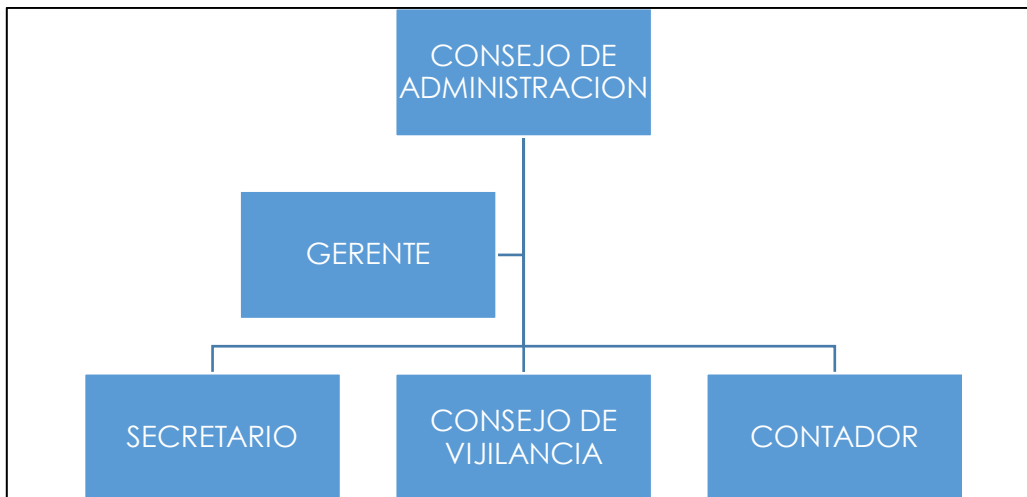 CONSEJO DE
ADMINISTRACION
GERENTE
SECRETARIO
CONSEJO DE
VIJILANCIA
CONTADOR